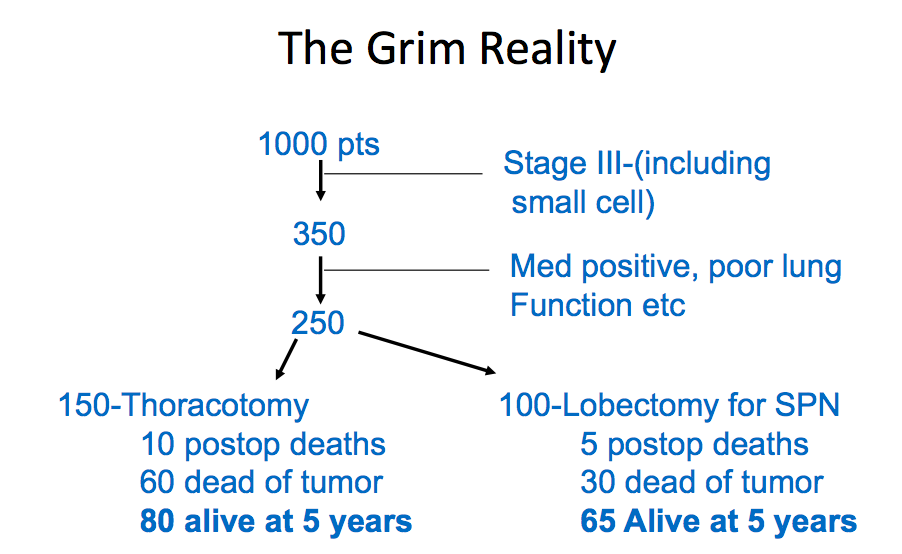 The Grim Reality
1000 pts
Stage III-(including
small cell)
350
Med positive, poor lung
Function etc
250
150-Thoracotomy
10 postop deaths
60 dead of tumor
80 alive at 5 years
100-Lobectomy for SPN
5 postop deaths
30 dead of tumor
65 Alive at 5 years